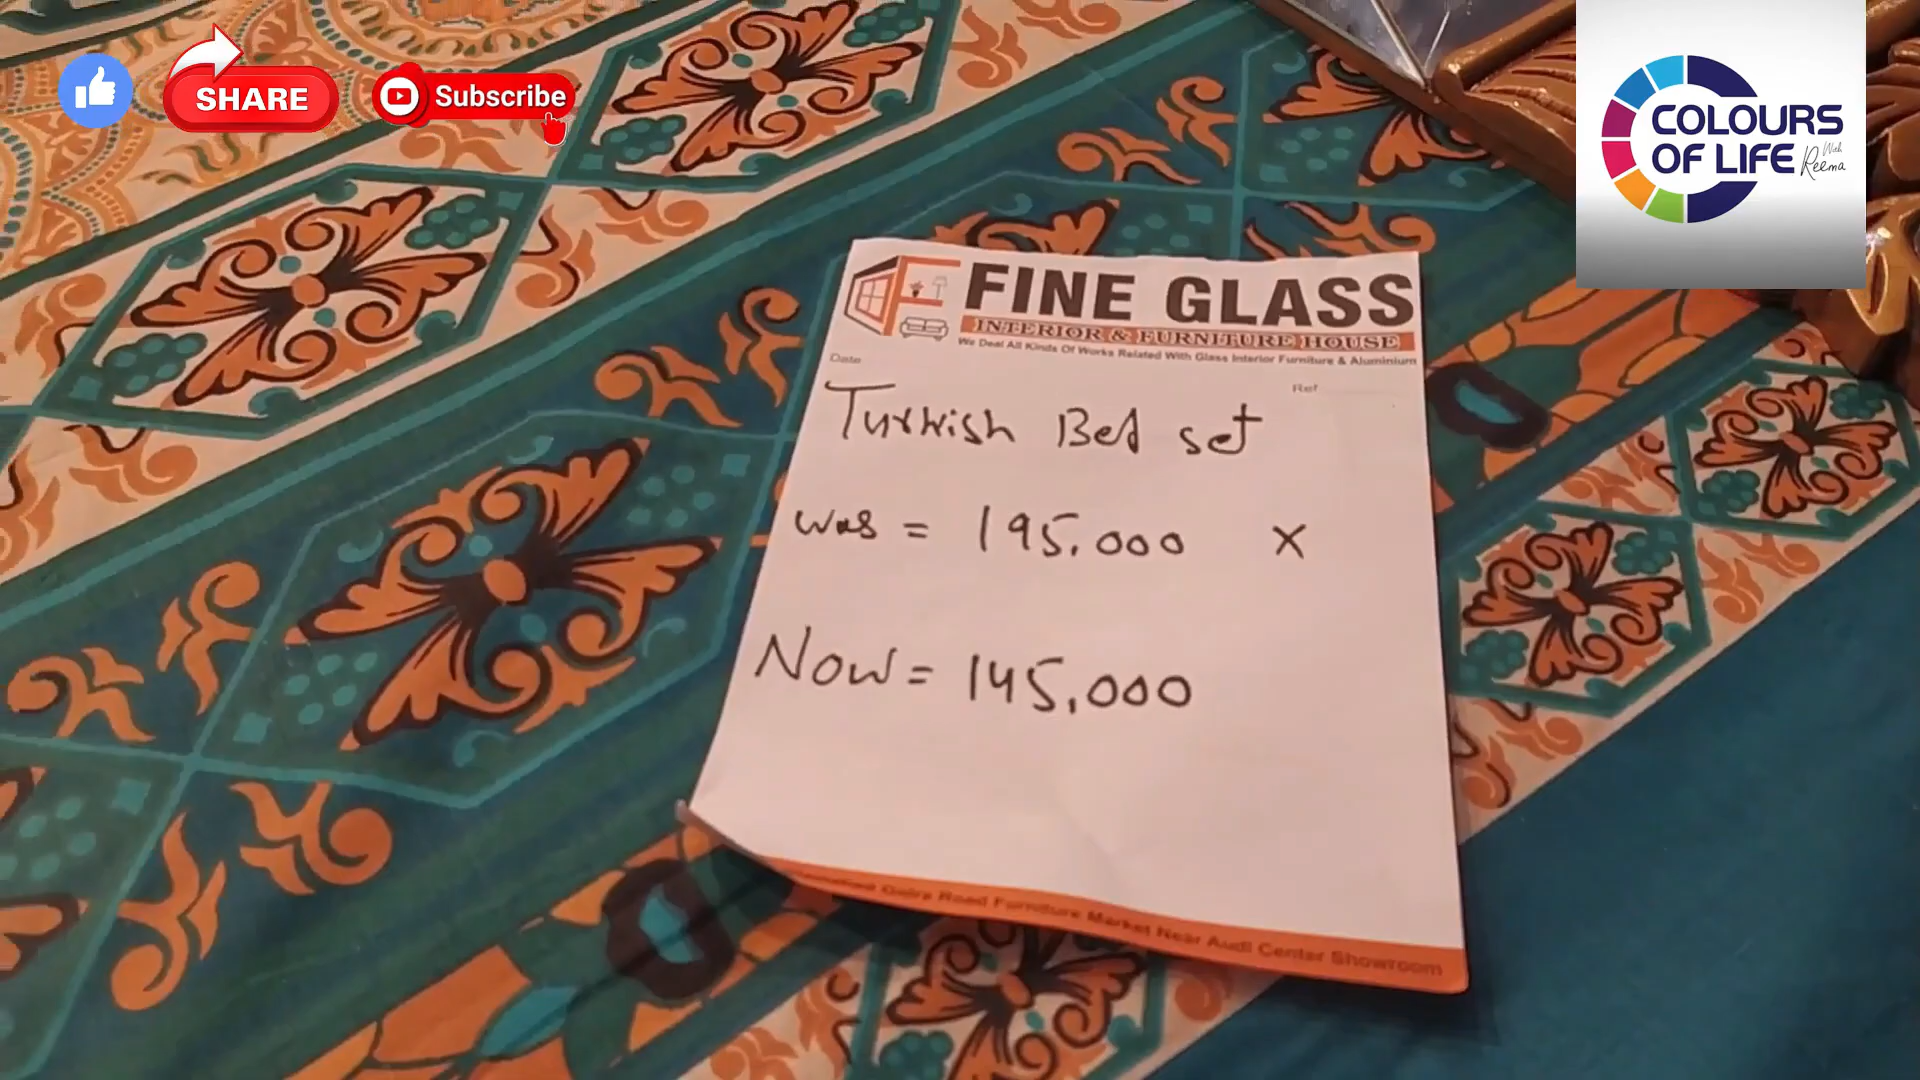 SHARE
Subscribe
COLOURS
OF LIFE
With
Reema
FINE GLASS
INTERIOR & FURNITURE HOUSE
We Deal All Kinds Of Works Related With Glass Interior Furniture & Aluminium
Date
Ref
Turkish Bed set
was = 195,000 X
Now = 145,000
Road Furniture Market Near Audi Center Showroom